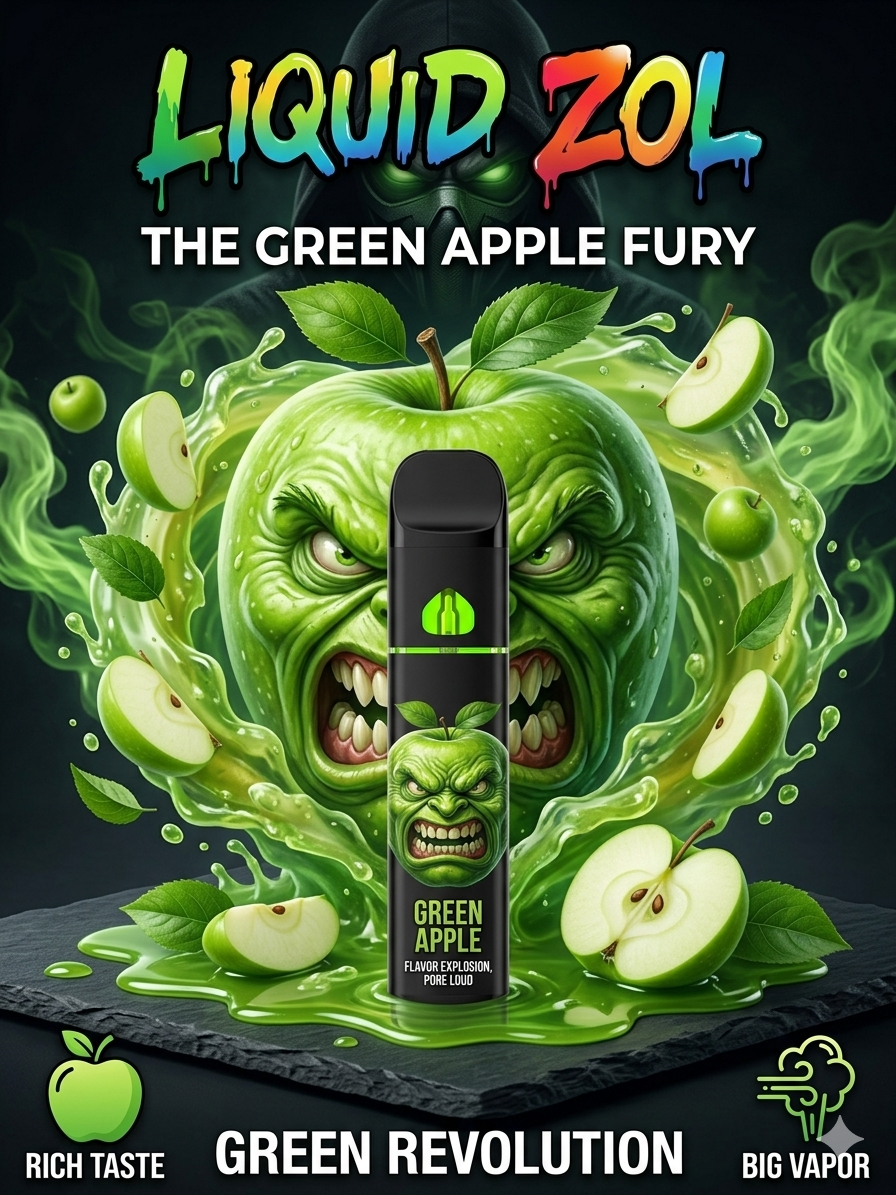 LIQUID ZOL
THE GREEN APPLE FURY
GREEN
APPLE
FLAVOR EXPLOSION,
PORE LOUD
RICH TASTE
GREEN REVOLUTION
BIG VAPOR